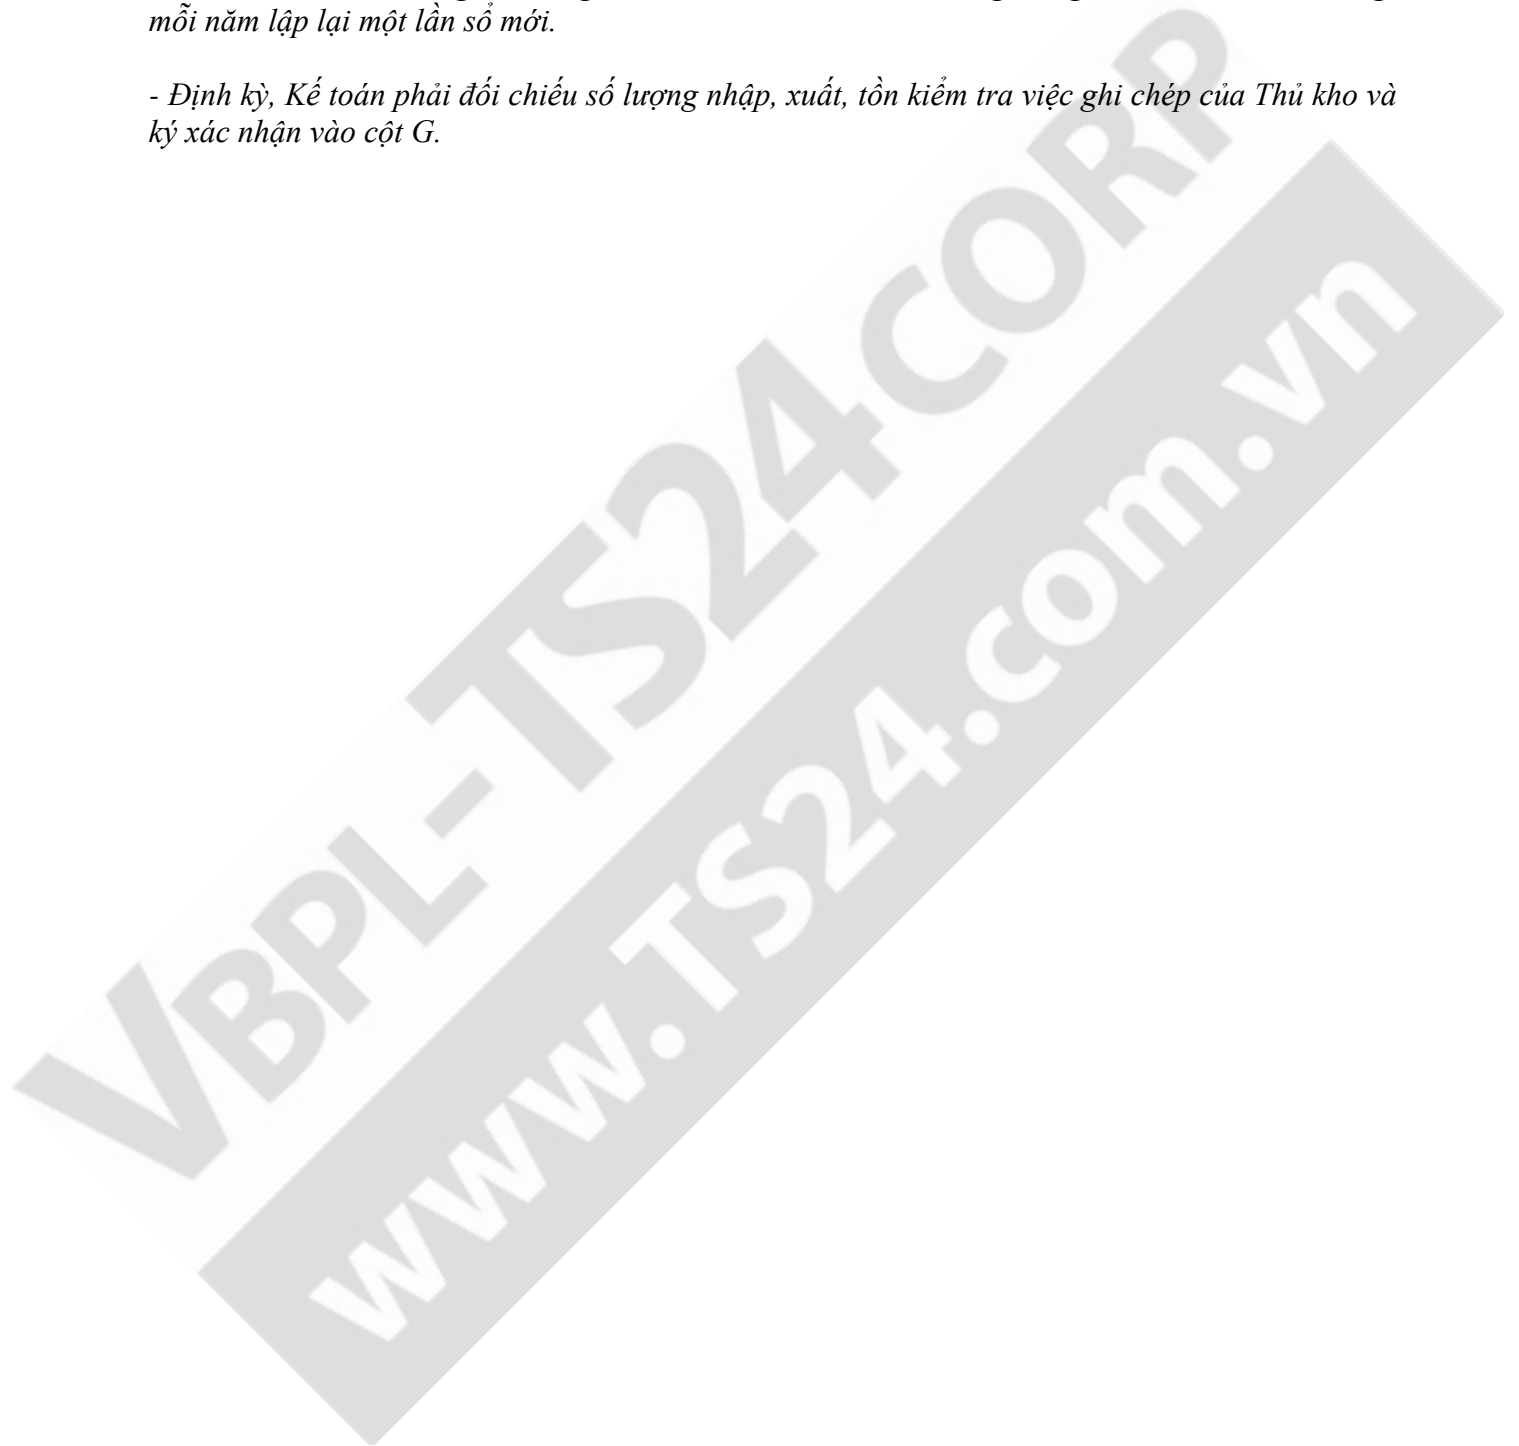 mỗi năm lập lại một lần sổ mới.
- Định kỳ, Kế toán phải đối chiếu số lượng nhập, xuất, tồn kiểm tra việc ghi chép của Thủ kho và
ký xác nhận vào cột G.
VBPL-TS24CORP
www.TS24.com.vn